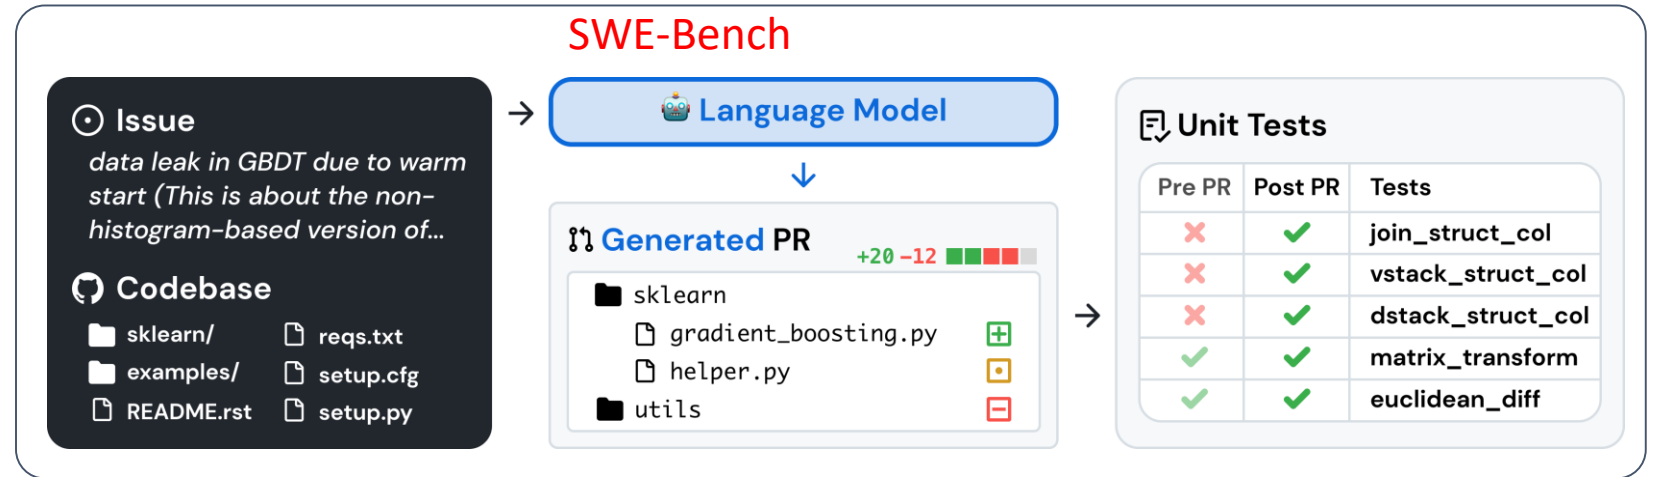 SWE-Bench
Issue
data leak in GBDT due to warm
start (This is about the non-
histogram-based version of...
Codebase
sklearn/
reqs.txt
examples/
setup.cfg
README.rst
setup.py
Language Model
Generated PR
+20 -12
sklearn
gradient_boosting.py
helper.py
utils
Unit Tests
Pre PR Post PR Tests
join_struct_col
vstack_struct_col
dstack_struct_col
matrix_transform
euclidean_diff